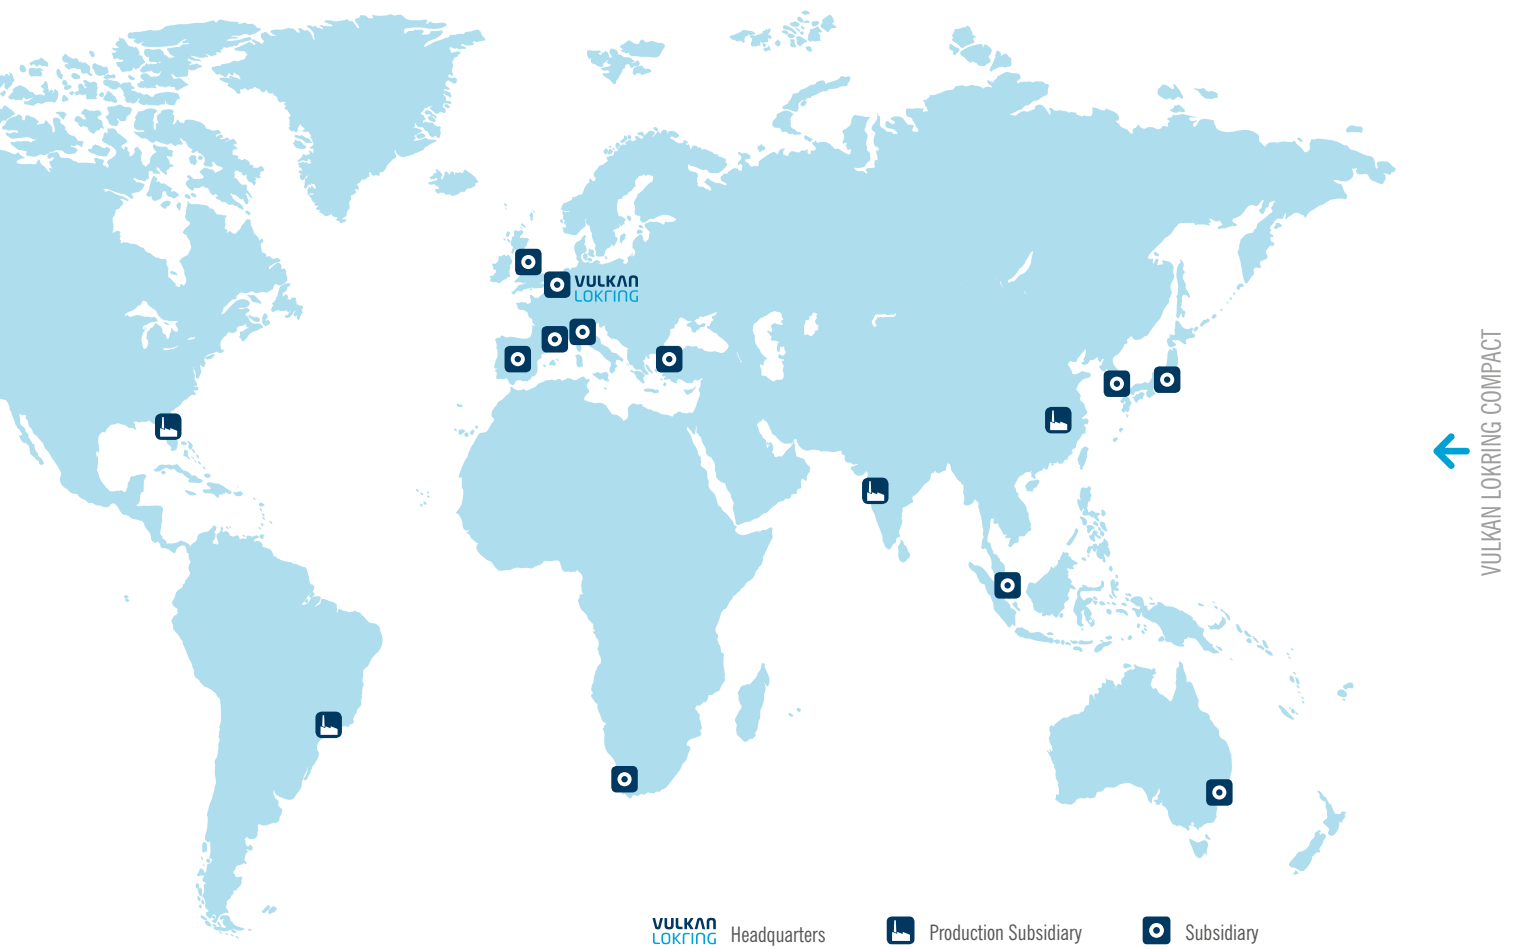 VULKAN
LOKRING
VULKAN LOKRING COMPACT
VULKAN
LOKRING
Headquarters
Production Subsidiary
Subsidiary